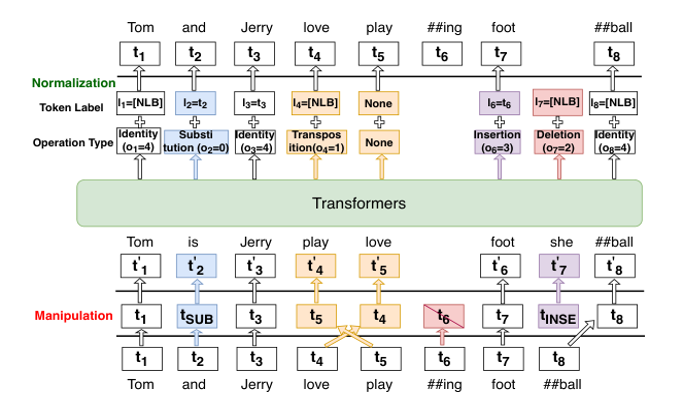 Tom and Jerry love play ##ing foot ##ball
t1 t2 t3 t4 t5 t6 t7 t8
Normalization
Token Label l1=[NLB] l2=t2 l3=t3 l4=[NLB] None l6=t6 l7=[NLB] l8=[NLB]
Operation Type Identity Substi Identity Transpos None Insertion Deletion Identity
(o1=4) tution (o2=0) (o3=4) ition(o4=1) (o6=3) (o7=2) (o8=4)
Transformers
Tom is Jerry play love foot she ##ball
t'1 t'2 t'3 t'4 t'5 t'6 t'7 t'8
Manipulation t1 tSUB t3 t5 t4 t6 t7 tINSE t8
t1 t2 t3 t4 t5 t6 t7 t8
Tom and Jerry love play ##ing foot ##ball